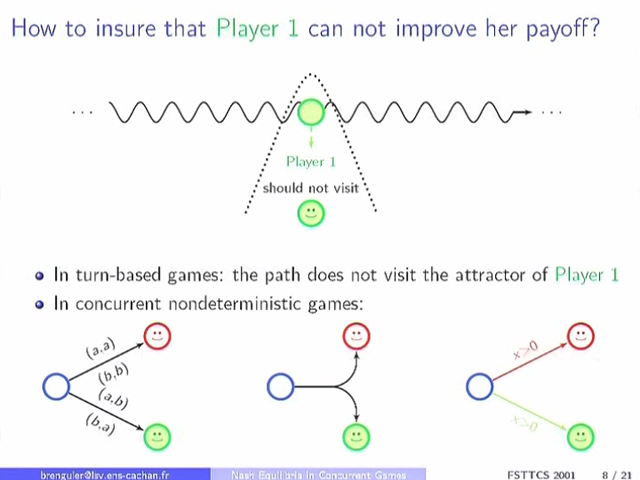 How to insure that Player 1 can not improve her payoff?
... ...
Player 1
should not visit
In turn-based games: the path does not visit the attractor of Player 1
In concurrent nondeterministic games:
(a,a)
(b,b)
(a,b)
(b,a)
x>0
x>0
brenguier@lsv.ens-cachan.fr Nash Equilibria in Concurrent Games FSTTCS 2001 8 / 21